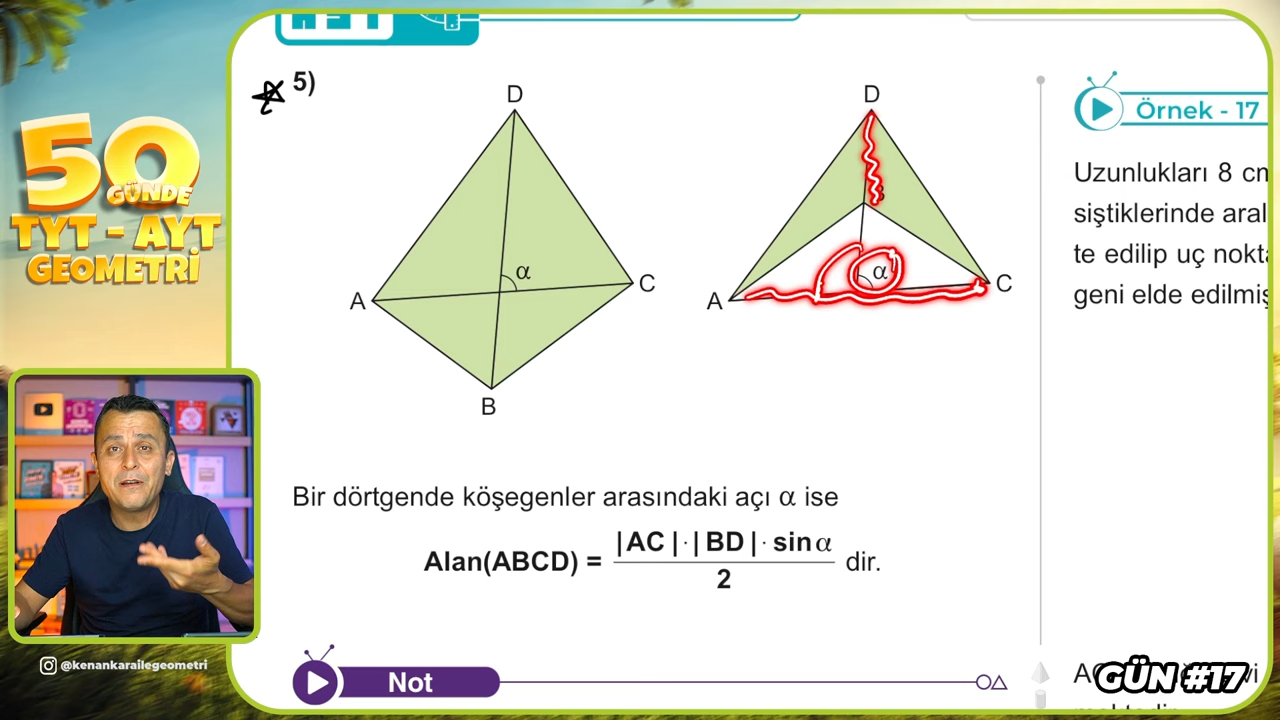 50
GÜNDE
TYT - AYT
GEOMETRİ
@kenankarailegeometri
5)
D
α
A
C
B
D
α
A
C
Bir dörtgende köşegenler arasındaki açı α ise
Alan(ABCD) = |AC|·|BD|· sinα / 2 dir.
Not
Örnek - 17
Uzunlukları 8 cm
siştiklerinde aral
te edilip uç nokta
geni elde edilmiş
GÜN #17